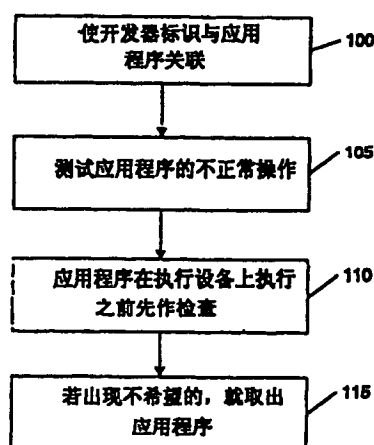 使开发器标识与应用
程序关联
100
测试应用程序的不正常操作
105
应用程序在执行设备上执行
之前先作检查
110
若出现不希望的，就取出
应用程序
115